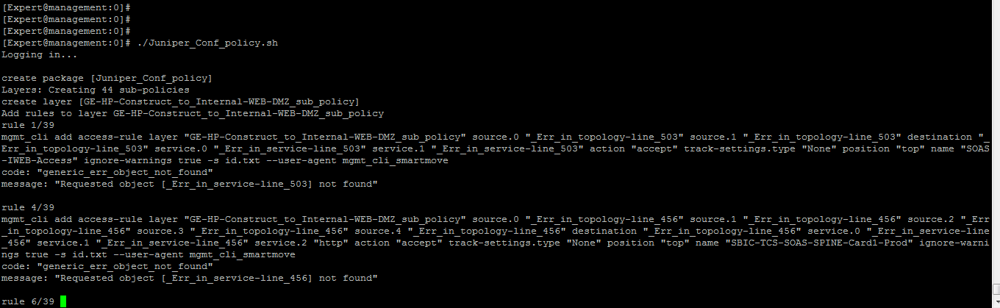 [Expert@management:0]#
[Expert@management:0]#
[Expert@management:0]#
[Expert@management:0]# ./Juniper_Conf_policy.sh
Logging in...
create package [Juniper_Conf_policy]
Layers: Creating 44 sub-policies
create layer [GE-HP-Construct_to_Internal-WEB-DMZ_sub_policy]
Add rules to layer GE-HP-Construct_to_Internal-WEB-DMZ_sub_policy
rule 1/39
mgmt_cli add access-rule layer "GE-HP-Construct_to_Internal-WEB-DMZ_sub_policy" source.0 "_Err_in_topology-line_503" source.1 "_Err_in_topology-line_503" destination "_
Err_in_topology-line_503" service.0 "_Err_in_service-line_503" service.1 "_Err_in_service-line_503" action "accept" track-settings.type "None" position "top" name "SOAS
-IWEB-Access" ignore-warnings true -s id.txt --user-agent mgmt_cli_smartmove
code: "generic_err_object_not_found"
message: "Requested object [_Err_in_service-line_503] not found"
rule 4/39
mgmt_cli add access-rule layer "GE-HP-Construct_to_Internal-WEB-DMZ_sub_policy" source.0 "_Err_in_topology-line_456" source.1 "_Err_in_topology-line_456" source.2 "_Err
_in_topology-line_456" source.3 "_Err_in_topology-line_456" source.4 "_Err_in_topology-line_456" destination "_Err_in_topology-line_456" service.0 "_Err_in_service-line
_456" service.1 "_Err_in_service-line_456" service.2 "http" action "accept" track-settings.type "None" position "top" name "SBIC-TCS-SOAS-SPINE-Card1-Prod" ignore-warni
ngs true -s id.txt --user-agent mgmt_cli_smartmove
code: "generic_err_object_not_found"
message: "Requested object [_Err_in_service-line_456] not found"
rule 6/39